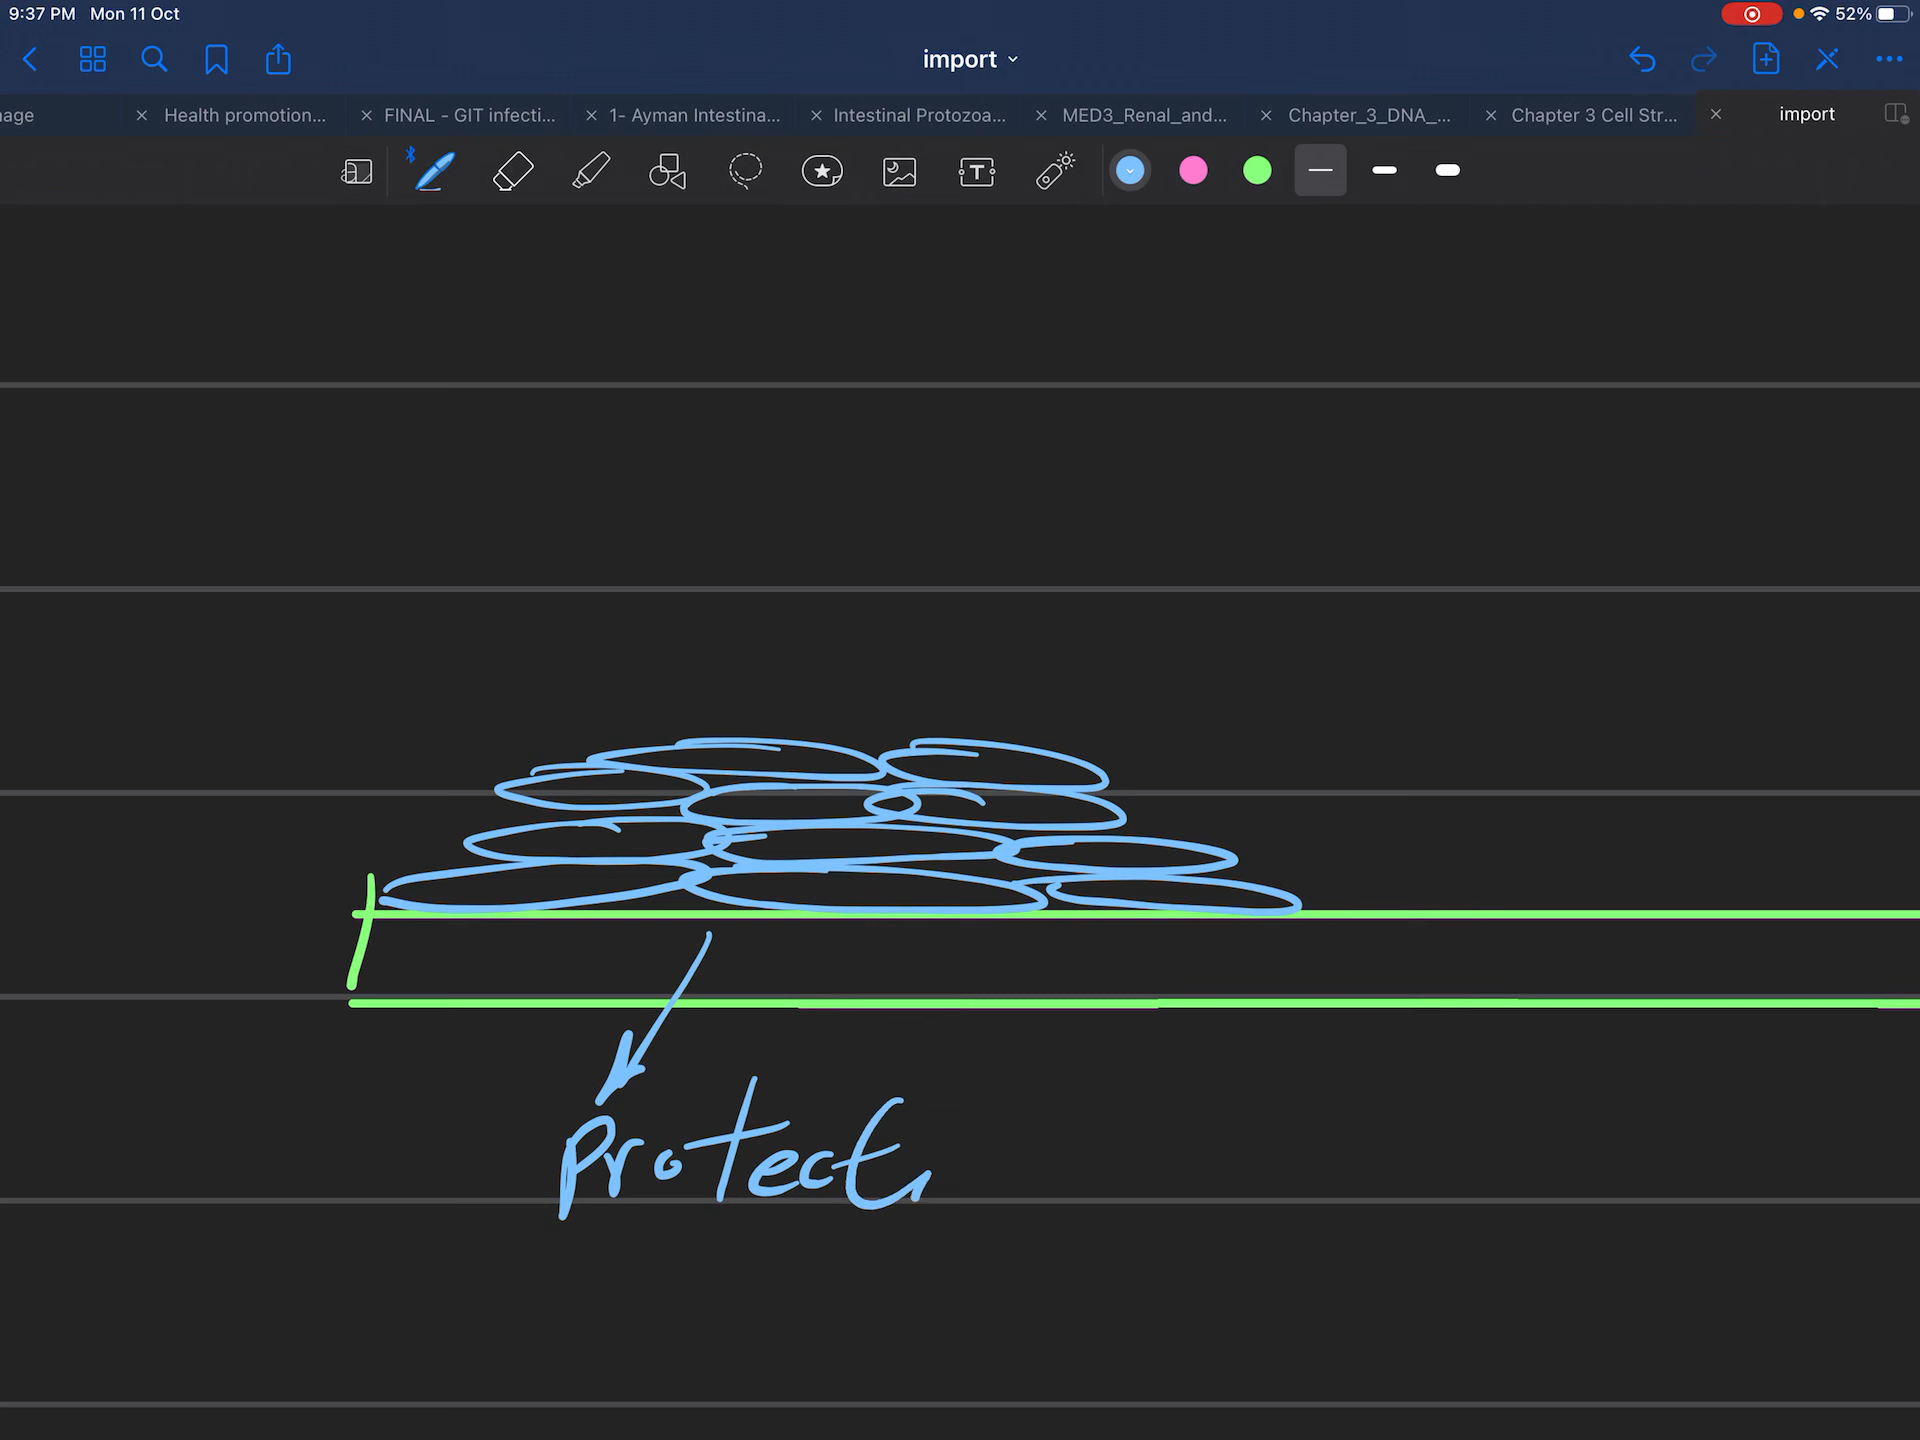 9:37 PM Mon 11 Oct 52%
import
nage Health promotion... FINAL - GIT infecti... 1- Ayman Intestina... Intestinal Protozoa... MED3_Renal_and... Chapter_3_DNA_... Chapter 3 Cell Str... import
T
Protect